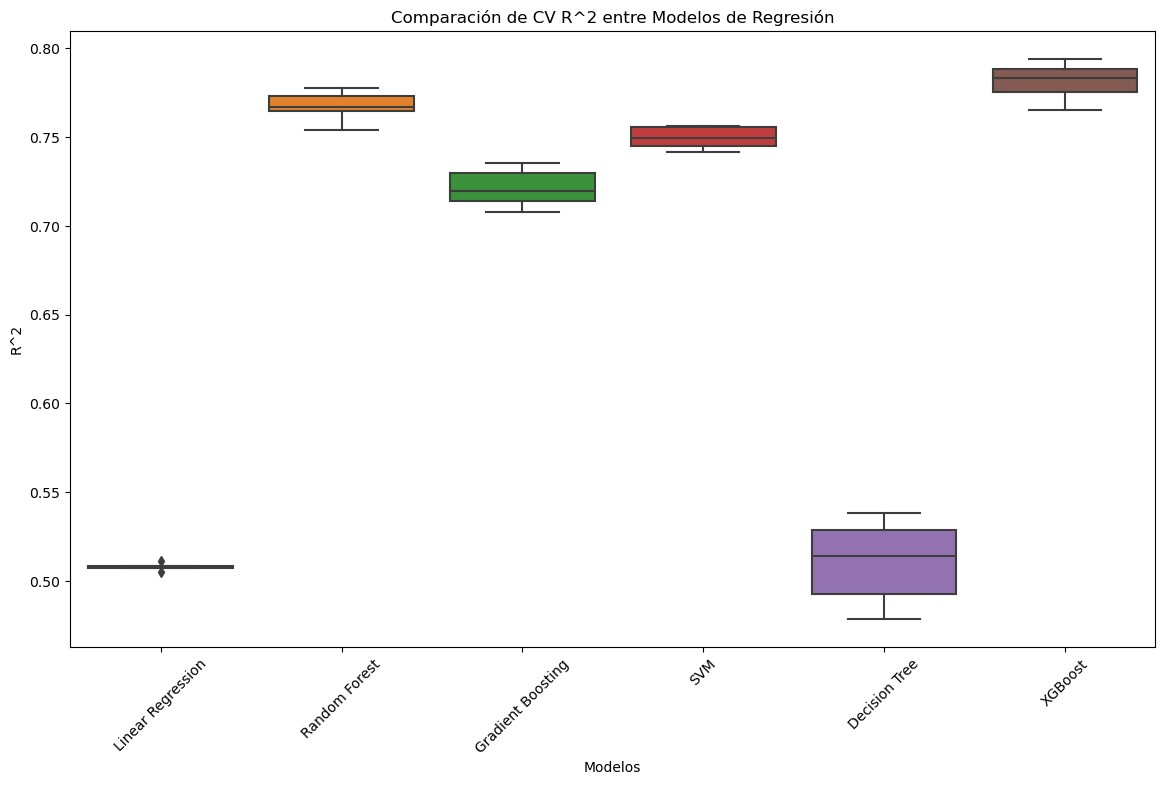 Comparación de CV R^2 entre Modelos de Regresión
R^2
0.80
0.75
0.70
0.65
0.60
0.55
0.50
Linear Regression
Random Forest
Gradient Boosting
SVM
Decision Tree
XGBoost
Modelos